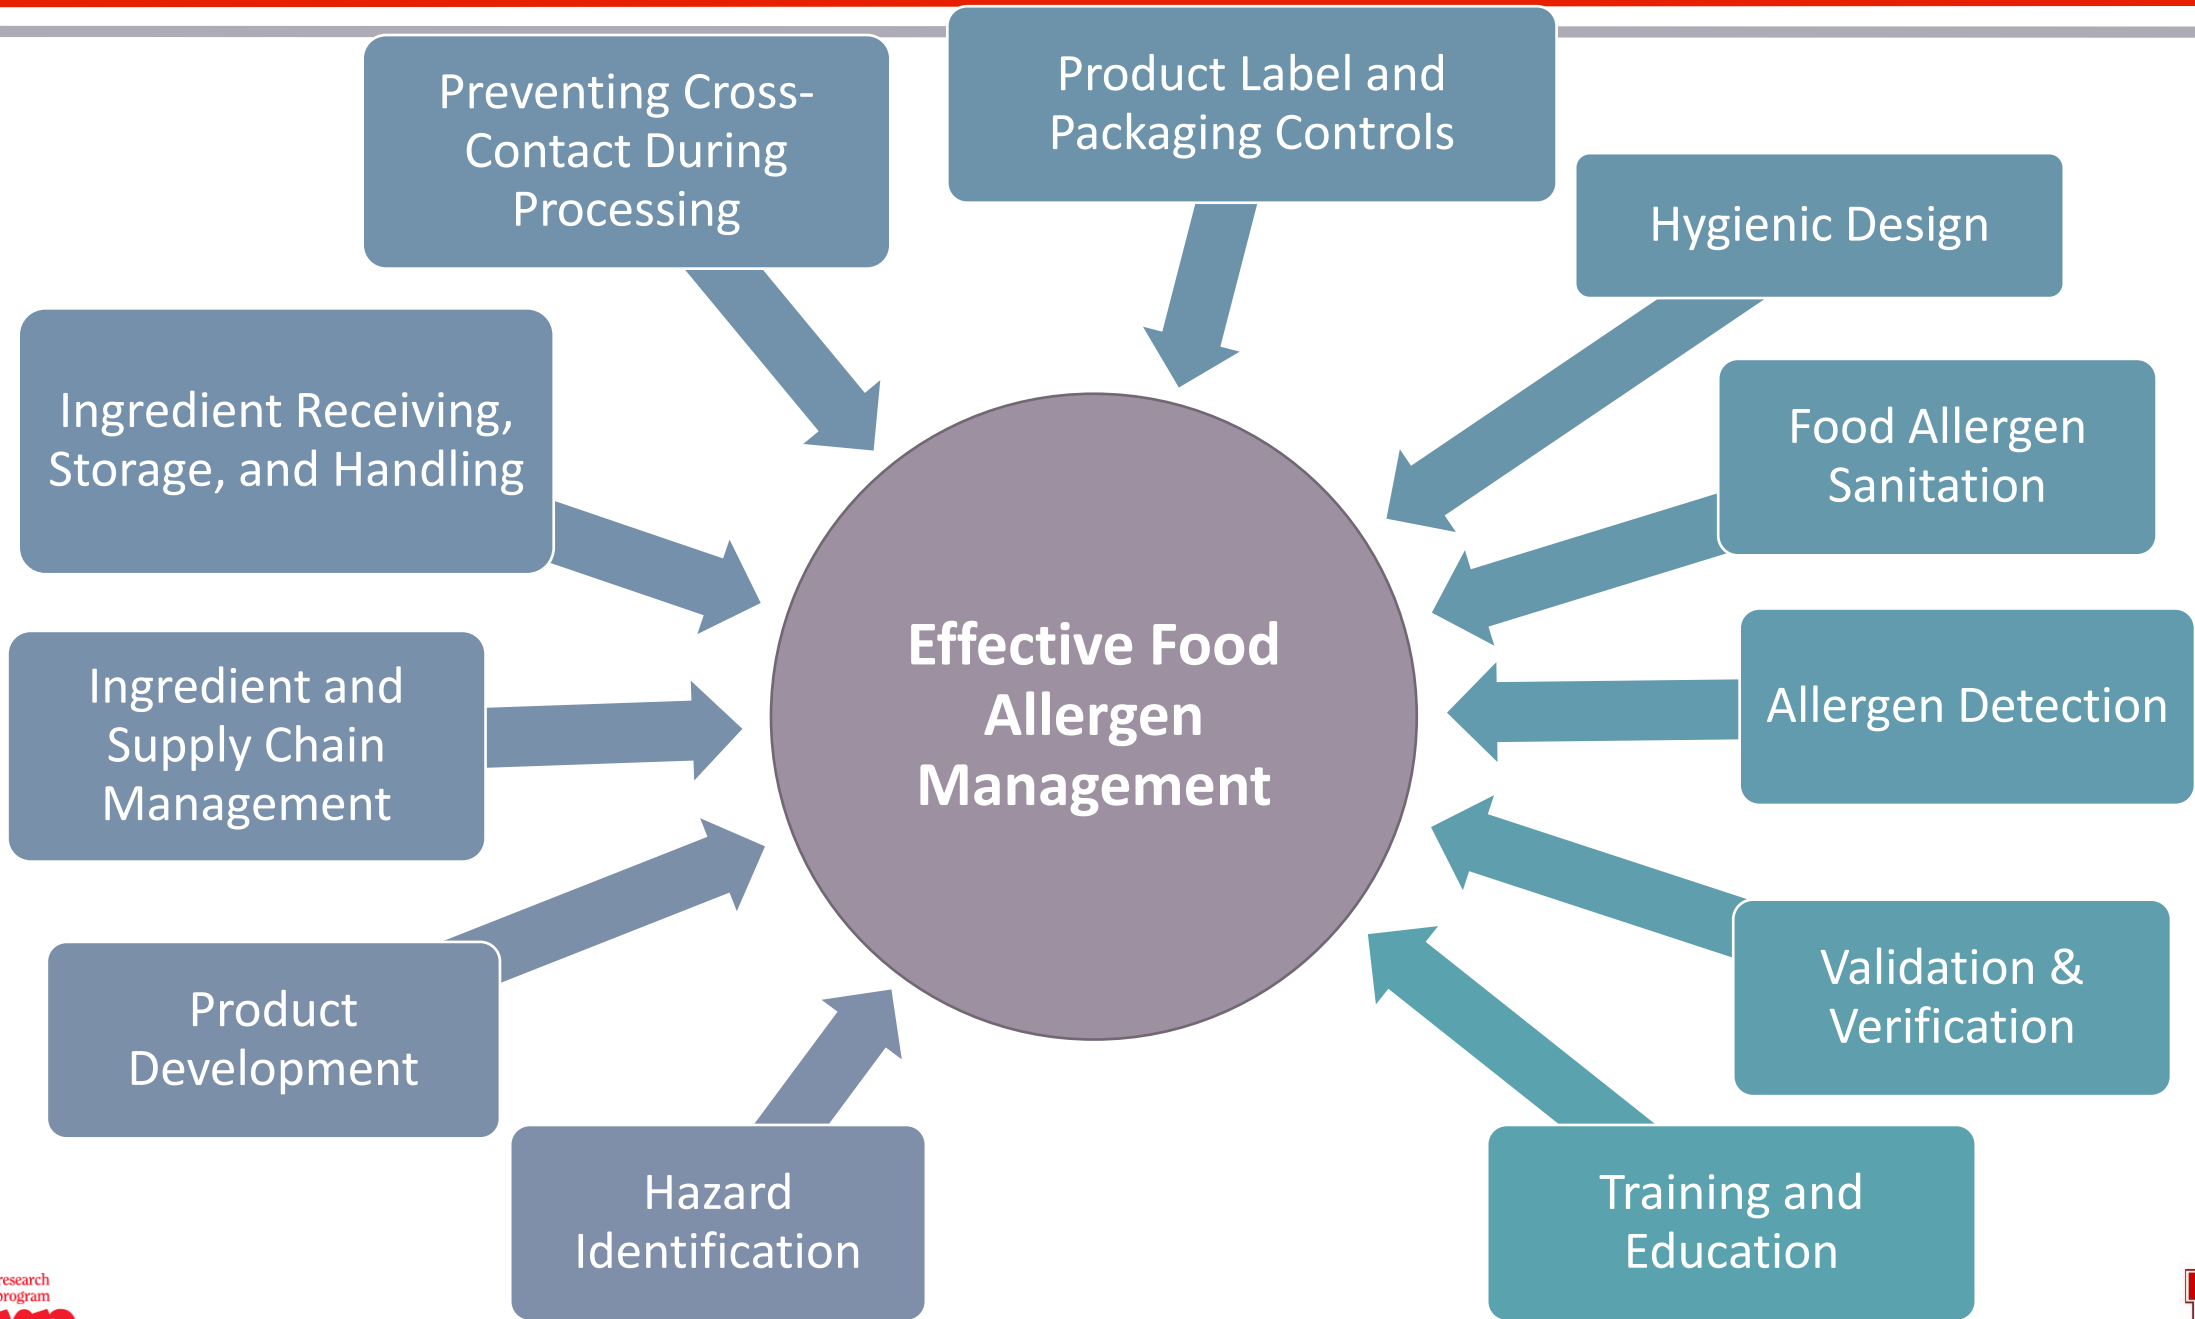 Preventing Cross-
Contact During
Processing
Product Label and
Packaging Controls
Hygienic Design
Ingredient Receiving,
Storage, and Handling
Food Allergen
Sanitation
Effective Food
Allergen
Management
Ingredient and
Supply Chain
Management
Allergen Detection
Product
Development
Validation &
Verification
Hazard
Identification
Training and
Education
research
program